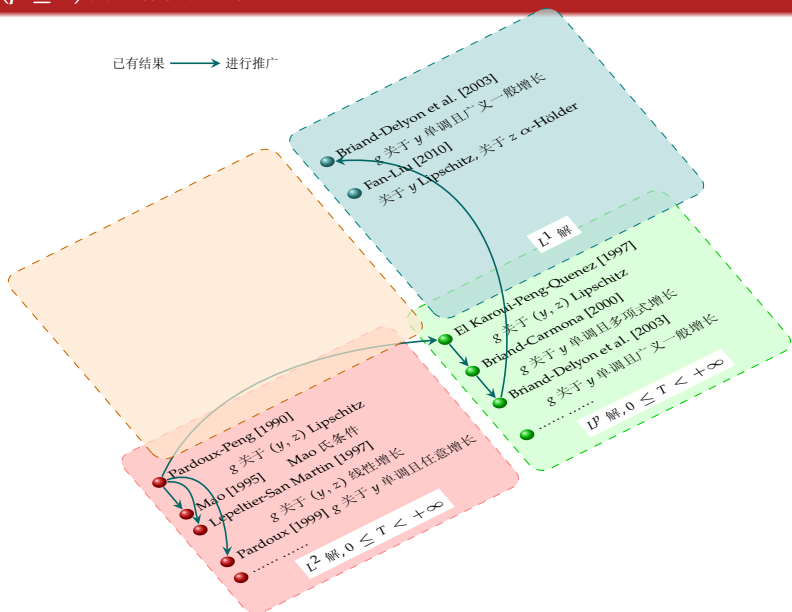 已有结果 进行推广
Briand-Delyon et al. [2003]
g 关于 y 单调且广义一般增长
Fan-Liu [2010]
关于 y Lipschitz, 关于 z α-Hölder
L¹ 解
El Karoui-Peng-Quenez [1997]
g 关于 (y, z) Lipschitz
Briand-Carmona [2000]
g 关于 y 单调且多项式增长
Briand-Delyon et al. [2003]
g 关于 y 单调且广义一般增长
…… ……
Lᵖ 解, 0 ≤ T < +∞
Pardoux-Peng [1990]
g 关于 (y, z) Lipschitz
Mao [1995] Mao 氏条件
Lepeltier-San Martin [1997]
g 关于 (y, z) 线性增长
Pardoux [1999] g 关于 y 单调且任意增长
…… ……
L² 解, 0 ≤ T < +∞